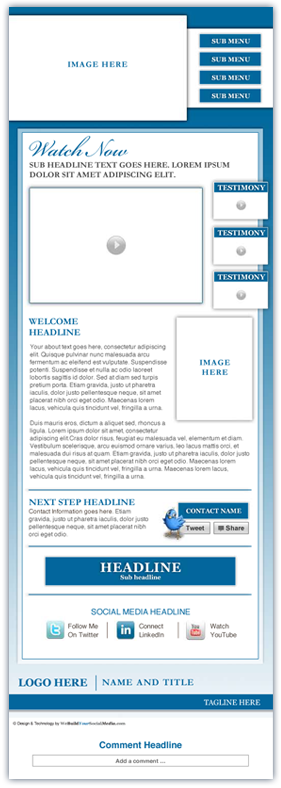 IMAGE HERE
SUB MENU
SUB MENU
SUB MENU
SUB MENU
Watch Now
SUB HEADLINE TEXT GOES HERE. LOREM IPSUM
DOLOR SIT AMET ADIPISCING ELIT.
TESTIMONY
TESTIMONY
TESTIMONY
WELCOME
HEADLINE
IMAGE
HERE
Your about text goes here, consectetur adipiscing
elit. Quisque pulvinar nunc malesuada arcu
fermentum ac eleifend est vulputate. Suspendisse
potenti. Suspendisse et nulla ac odio laoreet
lobortis sagittis id dolor. Sed at diam sed turpis
pretium porta. Etiam gravida, justo ut pharetra
iaculis, dolor justo pellentesque neque, sit amet
placerat nibh orci eget odio. Maecenas lorem
lacus, vehicula quis tincidunt vel, fringilla a urna.
Duis mauris eros, dictum a aliquet sed, rhoncus a
ligula. Lorem ipsum dolor sit amet, consectetur
adipiscing elit.Cras dolor risus, feugiat eu malesuada vel, elementum et diam.
Vestibulum scelerisque, arcu euismod ornare varius, leo lacus mattis orci, et
malesuada dui risus at quam. Etiam gravida, justo ut pharetra iaculis, dolor justo
pellentesque neque, sit amet placerat nibh orci eget odio. Maecenas lorem
lacus, vehicula quis tincidunt vel, fringilla a urna.
NEXT STEP HEADLINE
Contact Information goes here. Etiam
gravida, justo ut pharetra iaculis, dolor justo
pellentesque neque, sit amet placerat nibh
orci eget odio.
CONTACT NAME
Tweet
Share
HEADLINE
Sub headline
SOCIAL MEDIA HEADLINE
Follow Me
On Twitter
Connect
LinkedIn
Watch
YouTube
LOGO HERE
NAME AND TITLE
TAGLINE HERE
© Design & Technology by WeBuildYourSocialMedia.com
Comment Headline
Add a comment ...